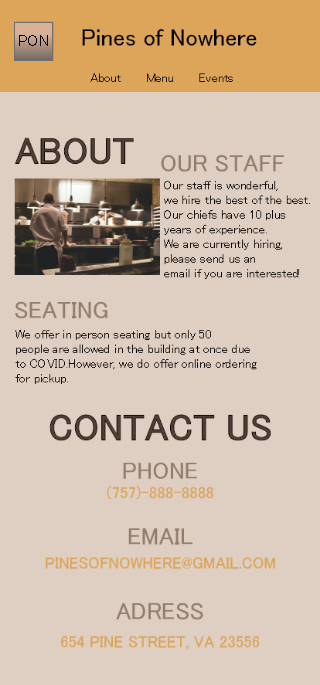 PON
Pines of Nowhere
About Menu Events
ABOUT
OUR STAFF
Our staff is wonderful,
we hire the best of the best.
Our chiefs have 10 plus
years of experience.
We are currently hiring,
please send us an
email if you are interested!
SEATING
We offer in person seating but only 50
people are allowed in the building at once due
to COVID.However, we do offer online ordering
for pickup.
CONTACT US
PHONE
(757)-888-8888
EMAIL
PINESOFNOWHERE@GMAIL.COM
ADRESS
654 PINE STREET, VA 23556